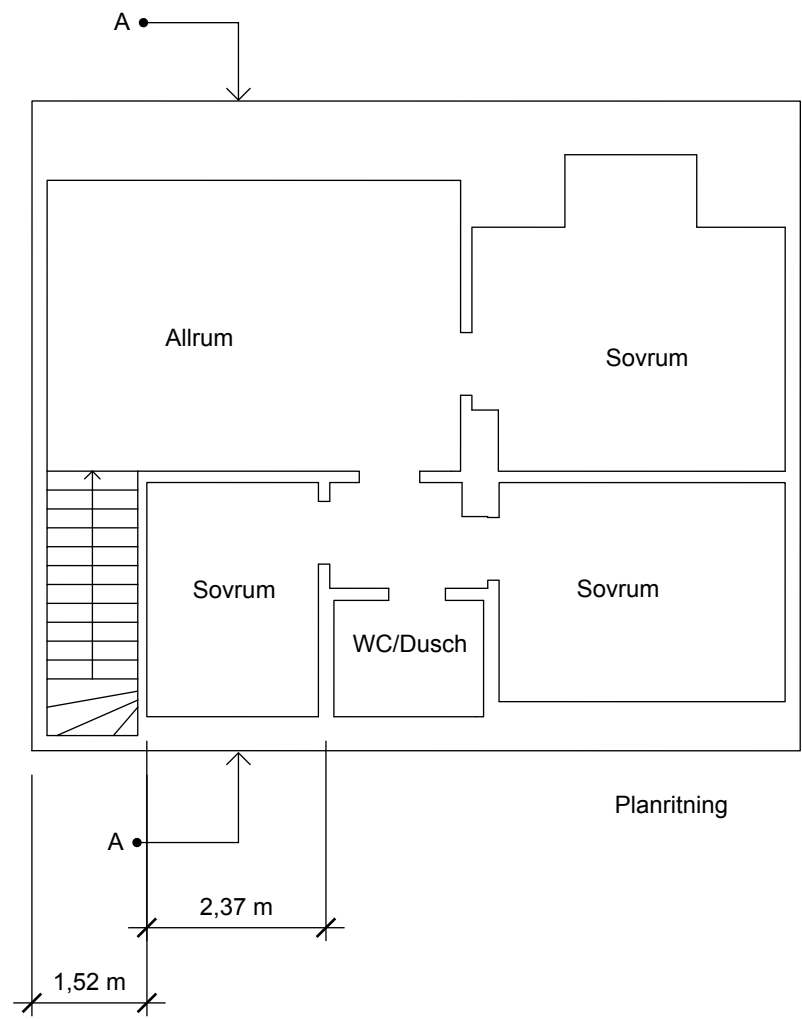 A
Allrum
Sovrum
Sovrum
Sovrum
WC/Dusch
Planritning
A
2,37 m
1,52 m